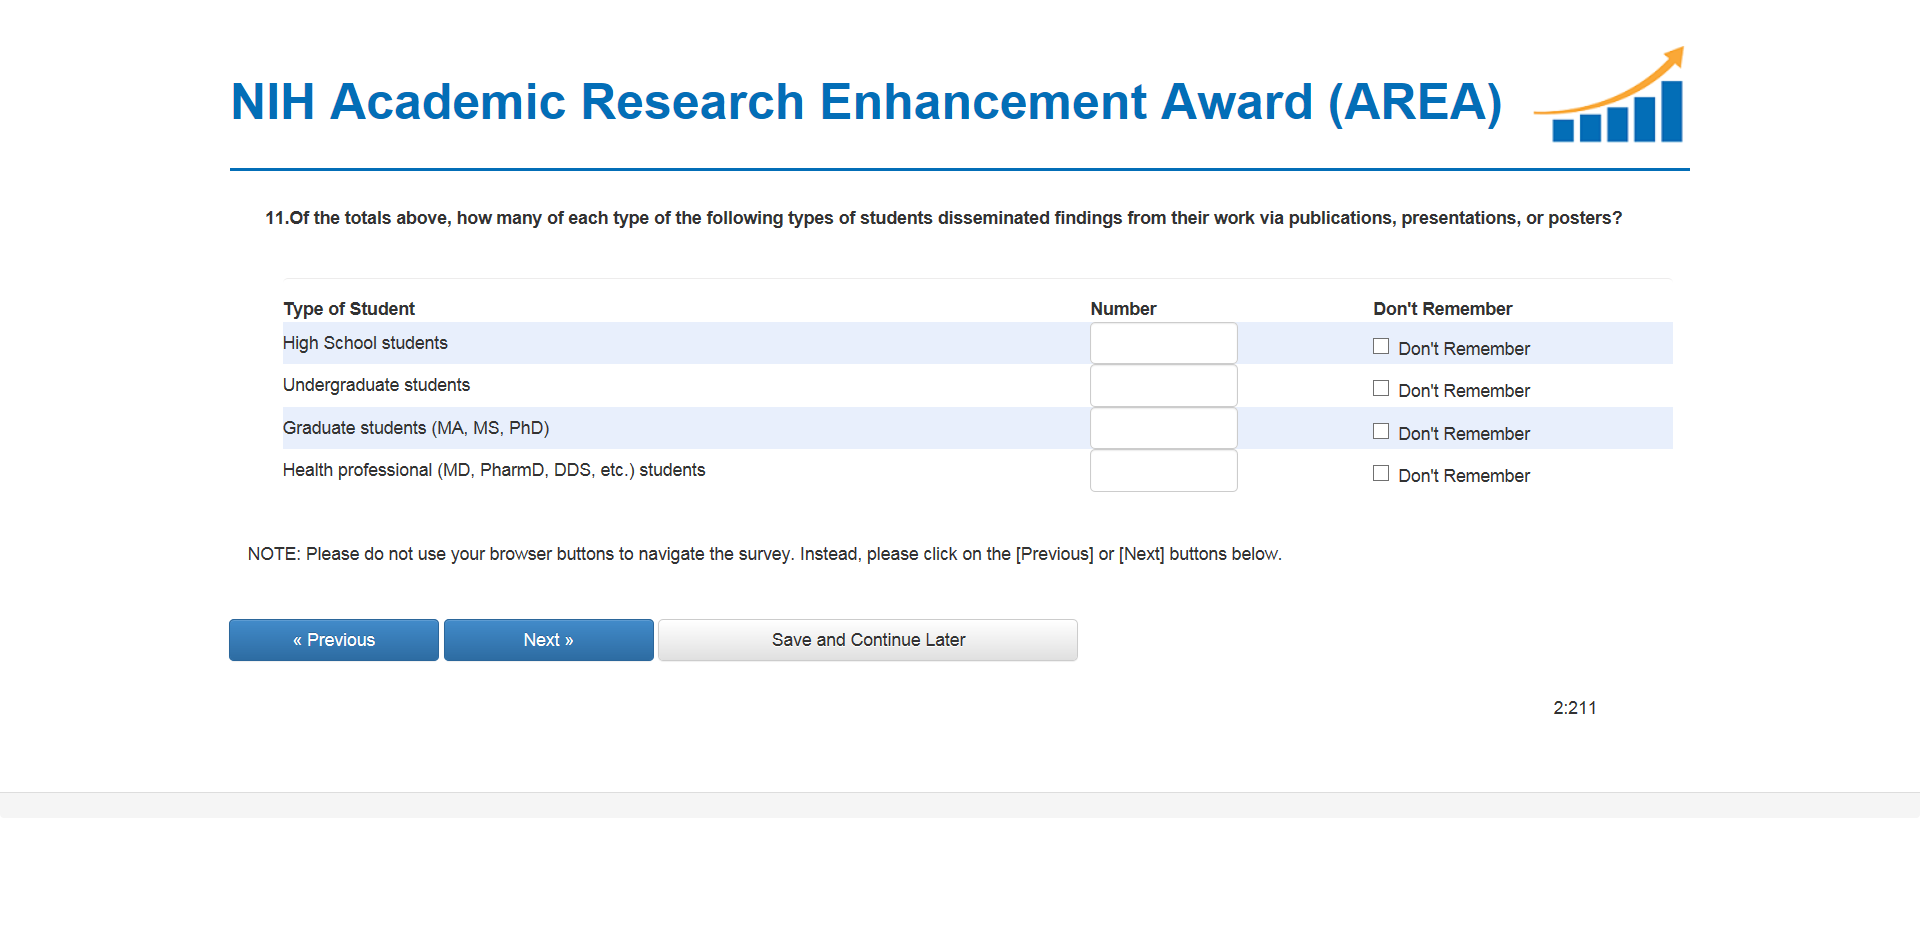 NIH Academic Research Enhancement Award (AREA)
11.Of the totals above, how many of each type of the following types of students disseminated findings from their work via publications, presentations, or posters?
Type of Student Number Don't Remember
High School students Don't Remember
Undergraduate students Don't Remember
Graduate students (MA, MS, PhD) Don't Remember
Health professional (MD, PharmD, DDS, etc.) students Don't Remember
NOTE: Please do not use your browser buttons to navigate the survey. Instead, please click on the [Previous] or [Next] buttons below.
« Previous Next » Save and Continue Later
2:211